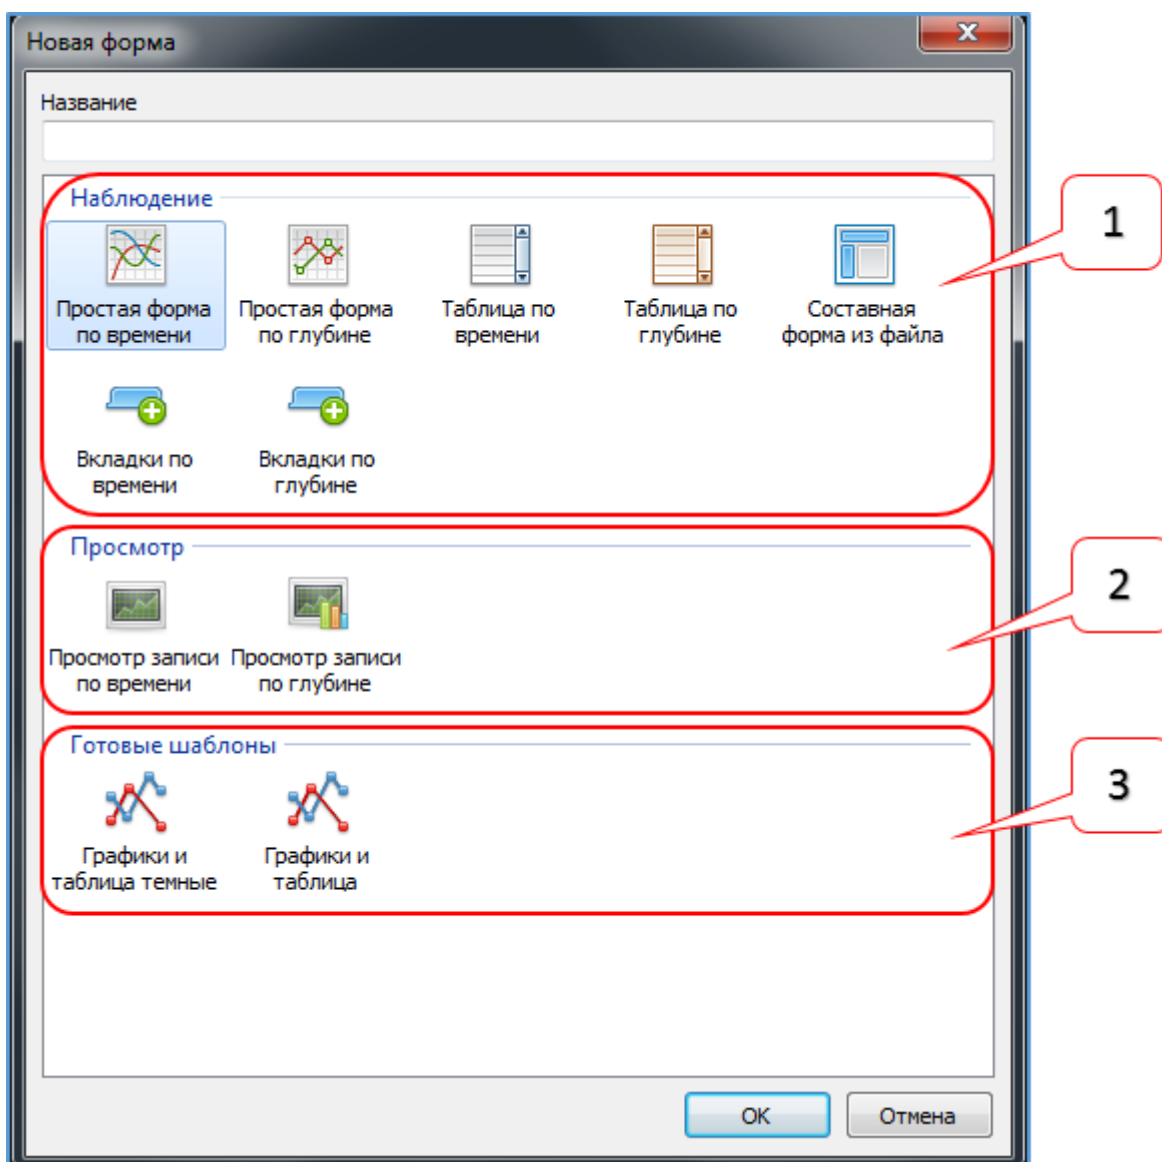 Новая форма
x
Название
Наблюдение
1
Простая форма
по времени
Простая форма
по глубине
Таблица по
времени
Таблица по
глубине
Составная
форма из файла
Вкладки по
времени
Вкладки по
глубине
Просмотр
2
Просмотр записи
по времени
Просмотр записи
по глубине
Готовые шаблоны
3
Графики и
таблица темные
Графики и
таблица
OK
Отмена